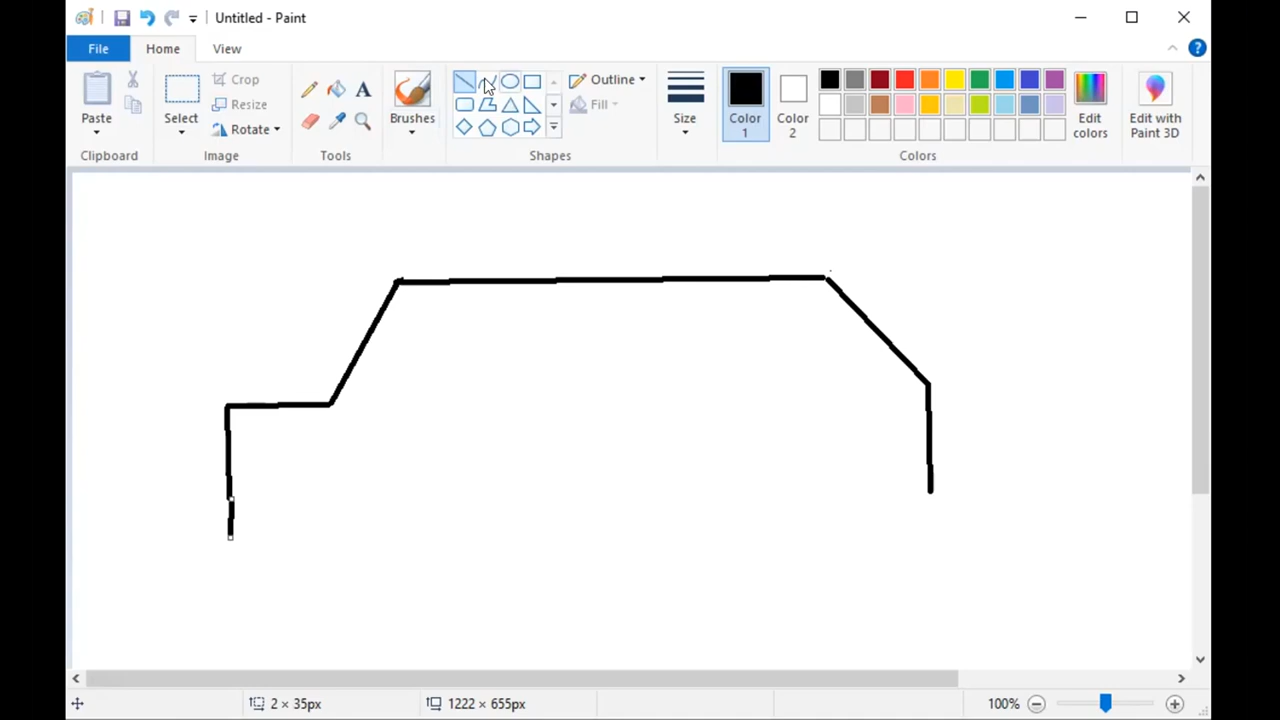 Untitled - Paint
File Home View
Paste
Clipboard
Select
Crop
Resize
Rotate
Image
A
Tools
Brushes
Outline
Fill
Shapes
Size
Color
1
Color
2
Edit
colors
Colors
Edit with
Paint 3D
?
2 × 35px 1222 × 655px 100%